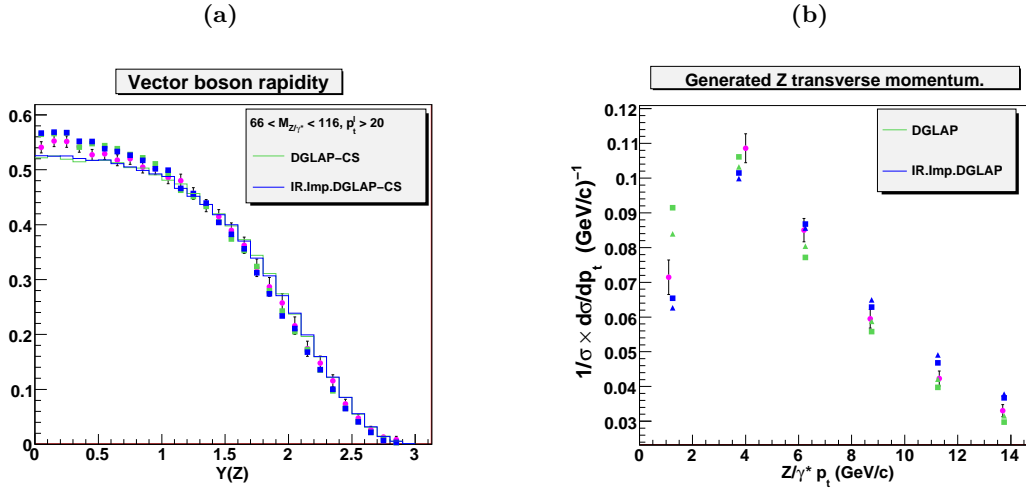 (a)
Vector boson rapidity
0.6
0.5
0.4
0.3
0.2
0.1
0
66 < M_{Z/γ*} < 116, p_t^l > 20
DGLAP-CS
IR.Imp.DGLAP-CS
0 0.5 1 1.5 2 2.5 3
Y(Z)
(b)
Generated Z transverse momentum.
1/σ × dσ/dp_t (GeV/c)^{-1}
0.12
0.11
0.1
0.09
0.08
0.07
0.06
0.05
0.04
0.03
DGLAP
IR.Imp.DGLAP
0 2 4 6 8 10 12 14
Z/γ* p_t (GeV/c)